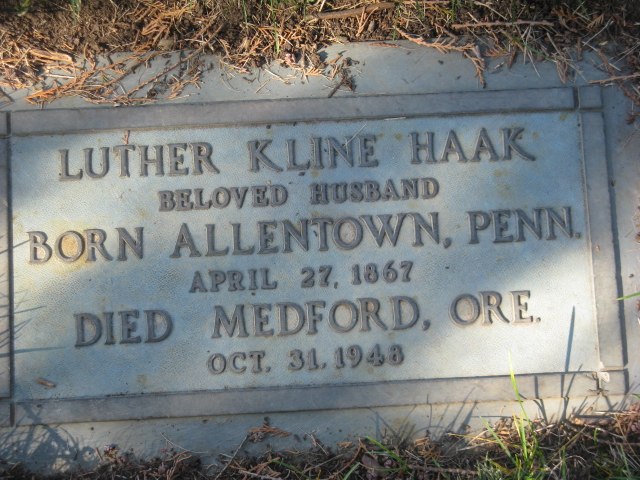 LUTHER KLINE HAAK
BELOVED HUSBAND
BORN ALLENTOWN, PENN.
APRIL 27, 1867
DIED MEDFORD, ORE.
OCT. 31, 1948